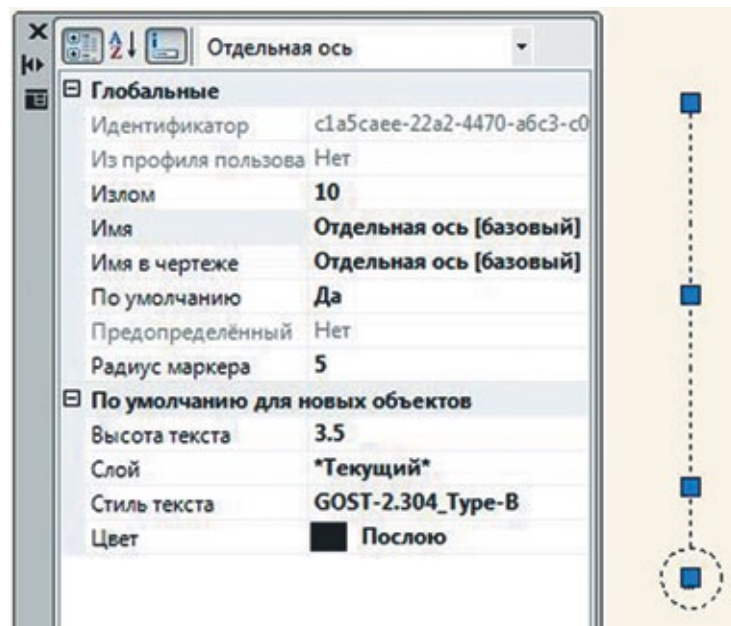 Отдельная ось
Глобальные
Идентификатор c1a5caee-22a2-4470-a6c3-c0
Из профиля пользова Нет
Излом 10
Имя Отдельная ось [базовый]
Имя в чертеже Отдельная ось [базовый]
По умолчанию Да
Предопределённый Нет
Радиус маркера 5
По умолчанию для новых объектов
Высота текста 3.5
Слой *Текущий*
Стиль текста GOST-2.304_Type-B
Цвет Послою